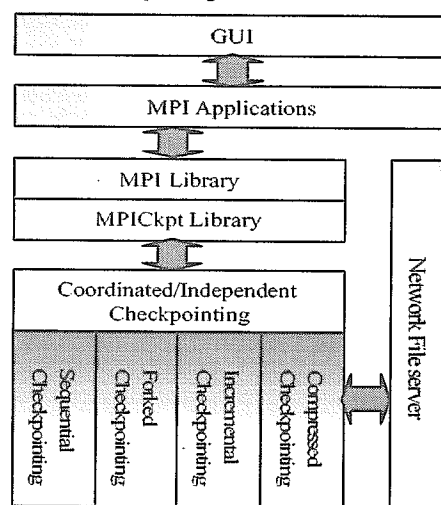 GUI
MPI Applications
MPI Library
MPICkpt Library
Coordinated/Independent
Checkpointing
Sequential
Checkpointing
Forked
Checkpointing
Incremental
Checkpointing
Compressed
Checkpointing
Network File server